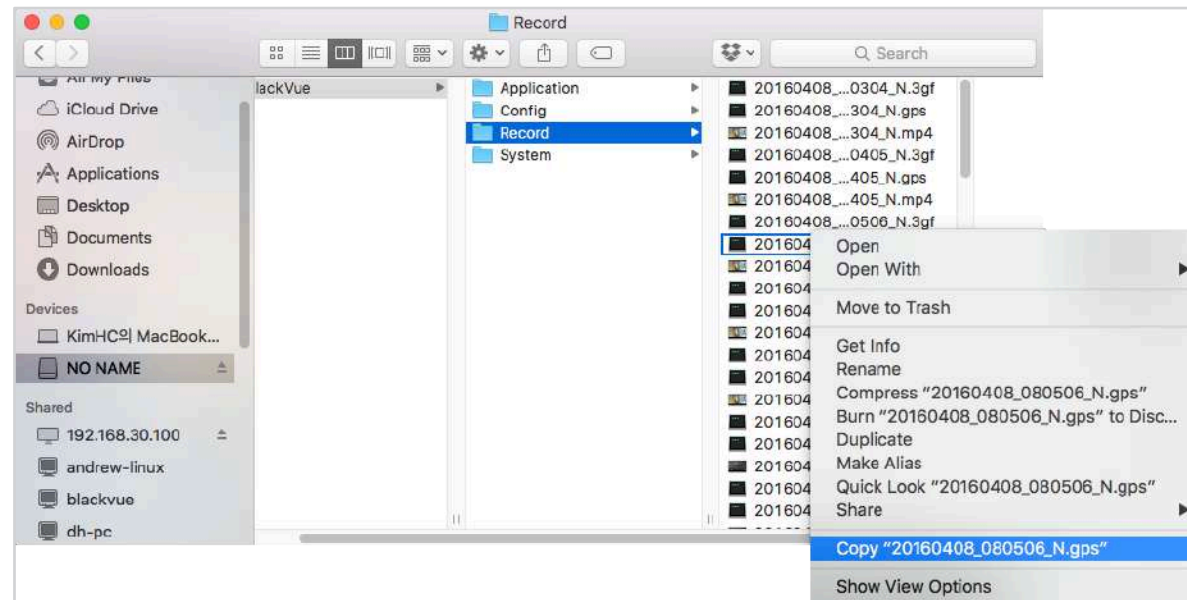 Record
Search
All My Files
iCloud Drive
AirDrop
Applications
Desktop
Documents
Downloads
Devices
KimHC의 MacBook...
NO NAME
Shared
192.168.30.100
andrew-linux
blackvue
dh-pc
lackVue
Application
Config
Record
System
20160408_...0304_N.3gf
20160408_...304_N.gps
20160408_...304_N.mp4
20160408_...0405_N.3gf
20160408_...405_N.gps
20160408_...405_N.mp4
20160408_...0506_N.3gf
201604
201604
201604
201604
201604
201604
201604
201604
201604
201604
201604
201604
201604
Open
Open With
Move to Trash
Get Info
Rename
Compress “20160408_080506_N.gps”
Burn “20160408_080506_N.gps” to Disc...
Duplicate
Make Alias
Quick Look “20160408_080506_N.gps”
Share
Copy “20160408_080506_N.gps”
Show View Options